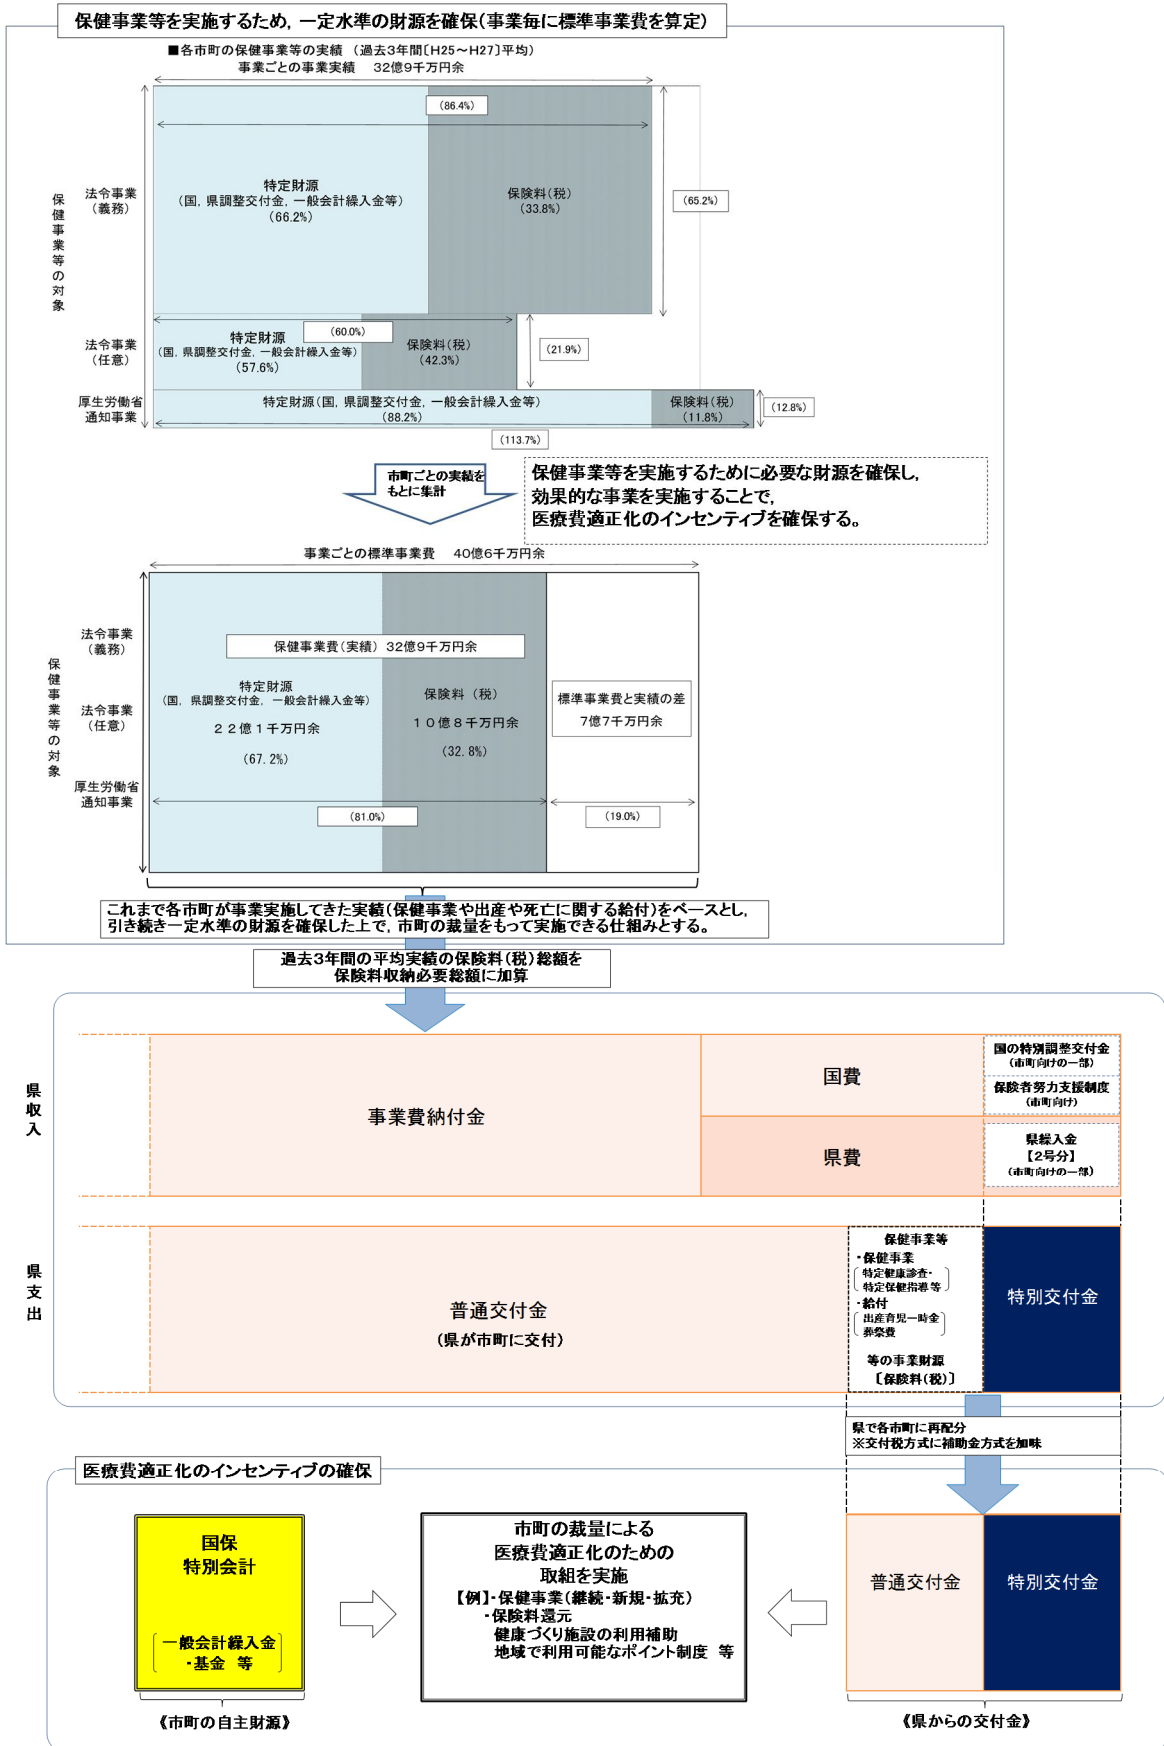 保健事業等を実施するため，一定水準の財源を確保（事業毎に標準事業費を算定）
■各市町の保健事業等の実績　（過去3年間〔H25～H27〕平均）
事業ごとの事業実績　32億9千万円余
（86.4%）
保健事業等の対象
法令事業
（義務）
特定財源
（国，県調整交付金，一般会計繰入金等）
（66.2%）
保険料（税）
（33.8%）
（65.2%）
法令事業
（任意）
（60.0%）
特定財源
（国，県調整交付金，一般会計繰入金等）
（57.6%）
保険料（税）
（42.3%）
（21.9%）
厚生労働省
通知事業
特定財源（国，県調整交付金，一般会計繰入金等）
（88.2%）
保険料（税）
（11.8%）
（12.8%）
（113.7%）
市町ごとの実績を
もとに集計
保健事業等を実施するために必要な財源を確保し，
効果的な事業を実施することで，
医療費適正化のインセンティブを確保する。
事業ごとの標準事業費　40億6千万円余
保健事業等の対象
法令事業
（義務）
法令事業
（任意）
厚生労働省
通知事業
保健事業費（実績）　32億9千万円余
特定財源
（国，県調整交付金，一般会計繰入金等）
２２億１千万円余
（67.2%）
保険料（税）
１０億８千万円余
（32.8%）
標準事業費と実績の差
7億7千万円余
（81.0%）
（19.0%）
これまで各市町が事業実施してきた実績（保健事業や出産や死亡に関する給付）をベースとし，
引き続き一定水準の財源を確保した上で，市町の裁量をもって実施できる仕組みとする。
過去3年間の平均実績の保険料（税）総額を
保険料収納必要総額に加算
県収入
事業費納付金
国費
県費
国の特別調整交付金
（市町向けの一部）
保険者努力支援制度
（市町向け）
県繰入金
【2号分】
（市町向けの一部）
県支出
普通交付金
（県が市町に交付）
保健事業等
・保健事業
特定健康診査・
特定保健指導等
・給付
出産育児一時金
葬祭費
等の事業財源
〔保険料（税）〕
特別交付金
県で各市町に再配分
※交付税方式に補助金方式を加味
医療費適正化のインセンティブの確保
国保
特別会計
一般会計繰入金
・基金　等
《市町の自主財源》
市町の裁量による
医療費適正化のための
取組を実施
【例】・保健事業（継続・新規・拡充）
・保険料還元
健康づくり施設の利用補助
地域で利用可能なポイント制度　等
普通交付金
特別交付金
《県からの交付金》